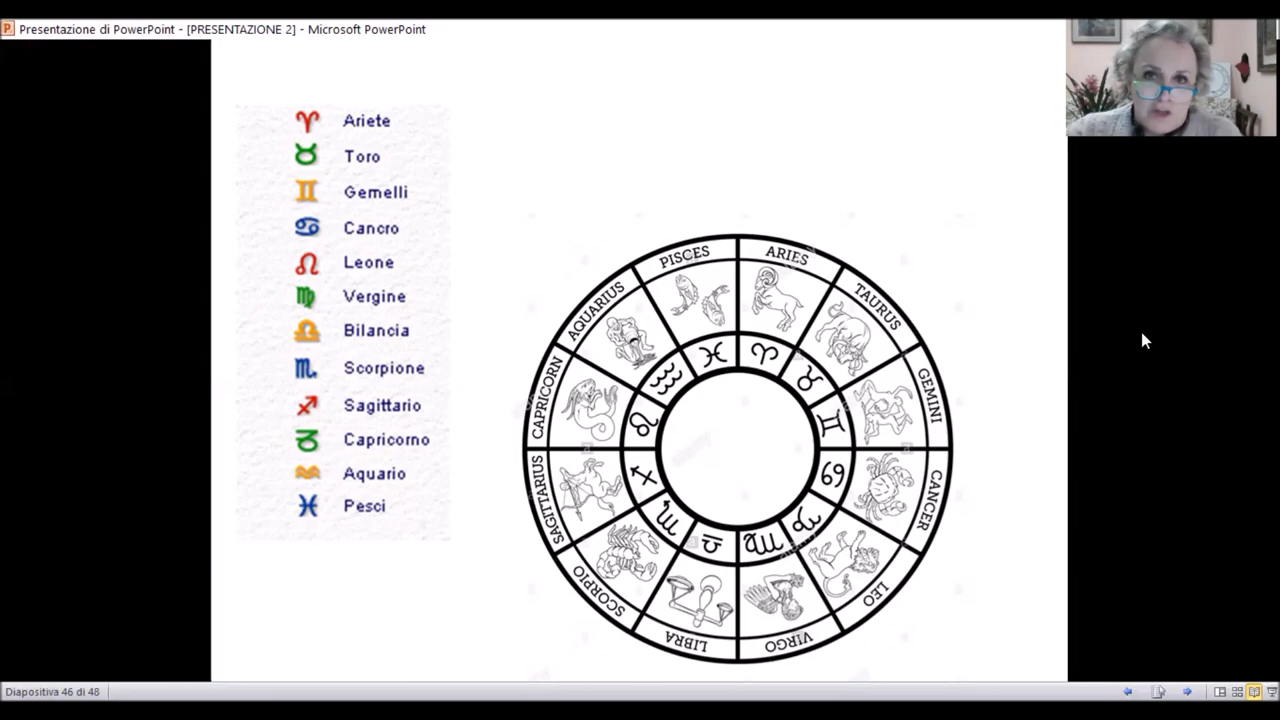 Presentazione di PowerPoint - [PRESENTAZIONE 2] - Microsoft PowerPoint
♈ Ariete
♉ Toro
♊ Gemelli
♋ Cancro
♌ Leone
♍ Vergine
♎ Bilancia
♏ Scorpione
♐ Sagittario
♑ Capricorno
♒ Aquario
♓ Pesci
ARIES
TAURUS
GEMINI
CANCER
LEO
VIRGO
LIBRA
SCORPIO
SAGITTARIUS
CAPRICORN
AQUARIUS
PISCES
Diapositiva 46 di 48